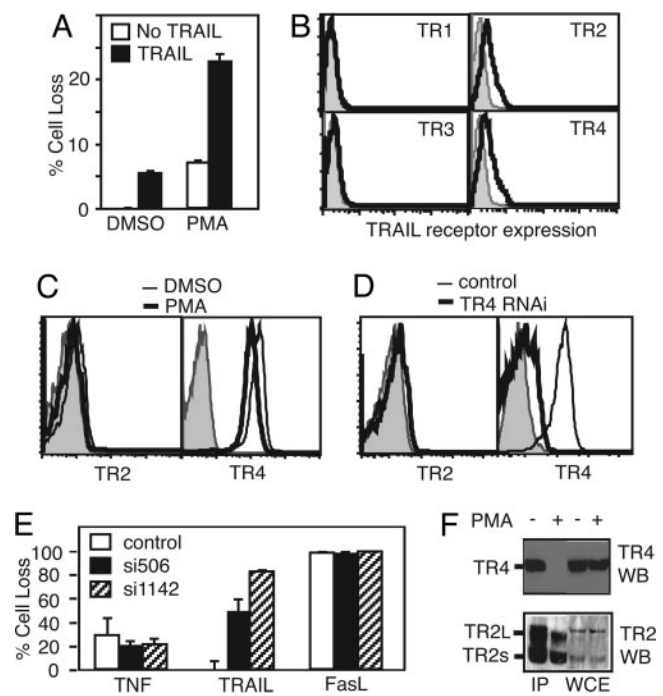 A
No TRAIL
TRAIL
20
10
0
% Cell Loss
DMSO PMA
B
TR1 TR2
TR3 TR4
TRAIL receptor expression
C
DMSO
PMA
TR2 TR4
D
control
TR4 RNAi
TR2 TR4
E
control
si506
si1142
100
80
60
40
20
0
% Cell Loss
TNF TRAIL FasL
F
PMA - + - +
TR4 TR4
WB
TR2L TR2
TR2s WB
IP WCE